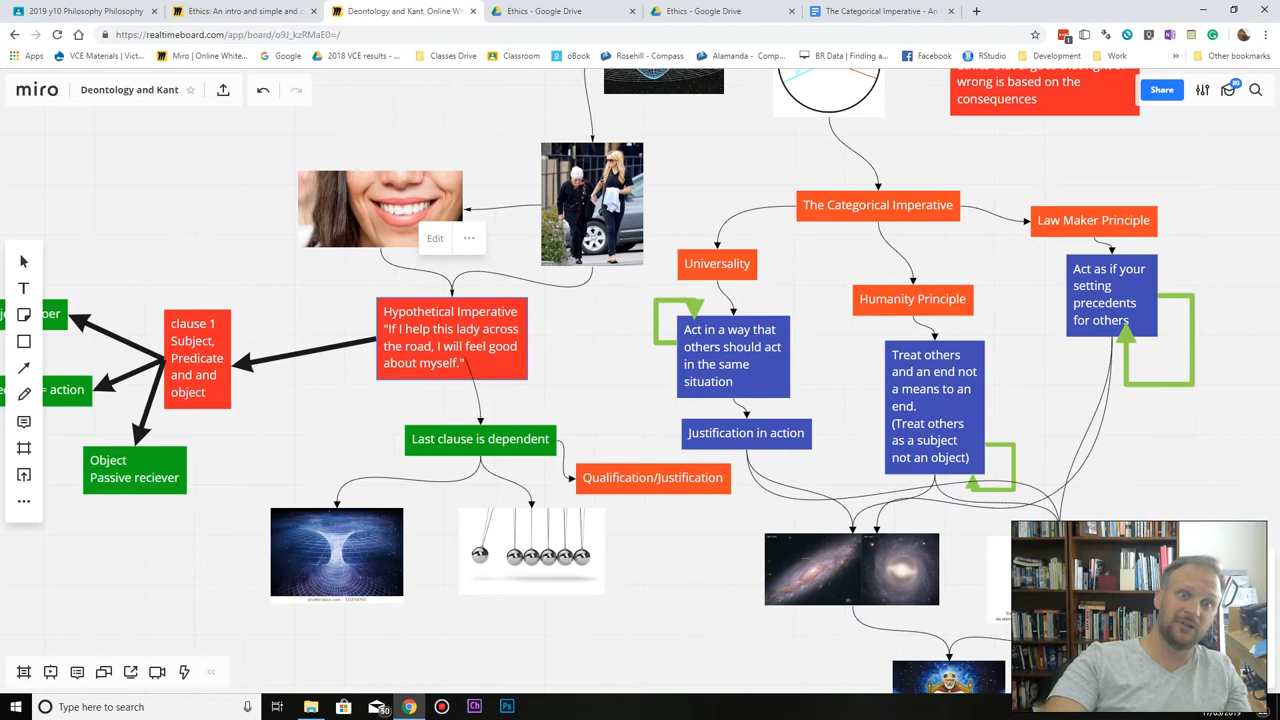 2019 y10 Philosophy Philosophy
Ethics: An intro and simple and c
Deontology and Kant, Online Wh
Ethics - Google Drive
Ethics - Google Drive
The Categorical Imperative - An I
https://realtimeboard.com/app/board/o9J_kzRMaE0=/
Apps
VCE Materials | Vict...
Miro | Online White...
Google
2018 VCE results - ...
Classes Drive
Classroom
oBook
Rosehill - Compass
Alamanda - Comp...
BR Data | Finding a...
Facebook
RStudio
Development
Work
Other bookmarks
miro
Deontology and Kant
Share
80
wrong is based on the
consequences
Edit
The Categorical Imperative
Law Maker Principle
Universality
Humanity Principle
Act as if your
setting
precedents
for others
Hypothetical Imperative
"If I help this lady across
the road, I will feel good
about myself."
clause 1
Subject,
Predicate
and and
object
= action
Object
Passive reciever
Act in a way that
others should act
in the same
situation
Treat others
and an end not
a means to an
end.
(Treat others
as a subject
not an object)
Justification in action
Last clause is dependent
Qualification/Justification
Type here to search
17/03/2019